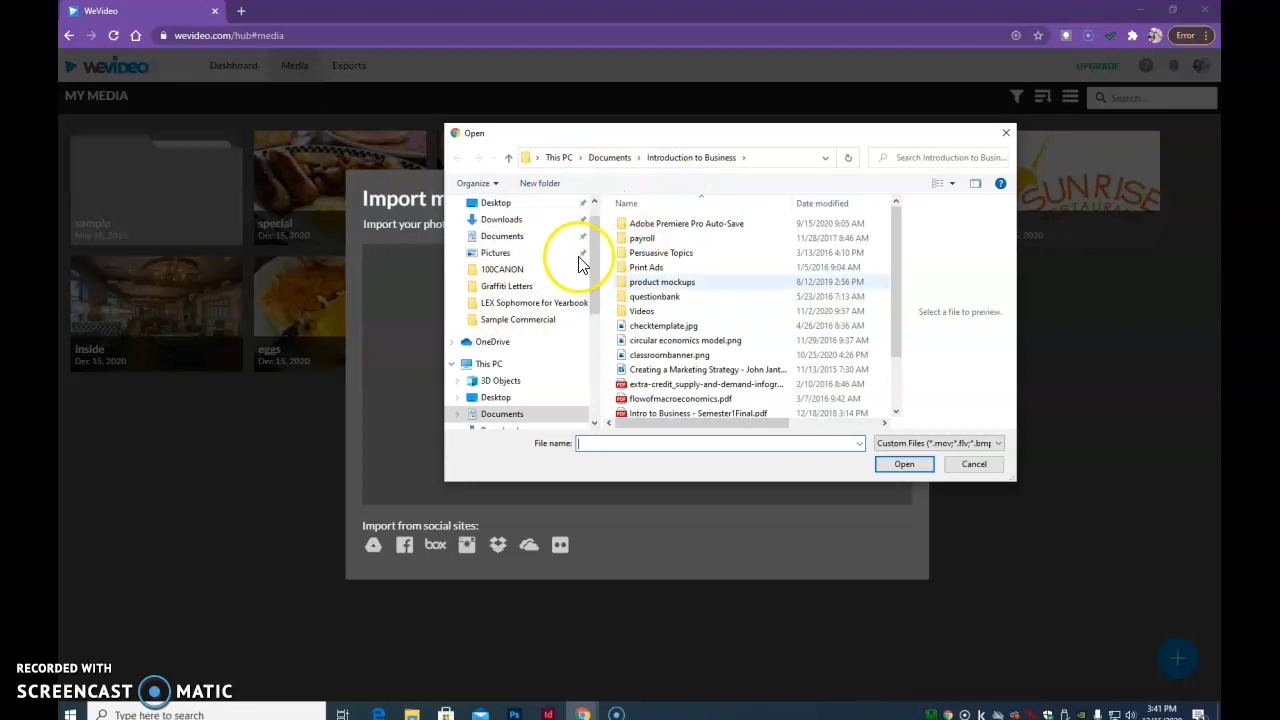 WeVideo
wevideo.com/hub#media
Error
WEVIDEO Dashboard Media Exports UPGRADE
MY MEDIA
Search...
Open
This PC > Documents > Introduction to Business >
Search Introduction to Busin...
Organize New folder
Desktop
Downloads
Documents
Pictures
100CANON
Graffiti Letters
LEX Sophomore for Yearbook
Sample Commercial
OneDrive
This PC
3D Objects
Desktop
Documents
Name Date modified
Adobe Premiere Pro Auto-Save 9/15/2020 9:05 AM
payroll 11/28/2017 8:46 AM
Persuasive Topics 3/13/2016 4:10 PM
Print Ads 1/5/2016 9:04 AM
product mockups 8/12/2019 2:56 PM
questionbank 5/23/2016 7:13 AM
Videos 11/2/2020 9:57 AM
checktemplate.jpg 4/26/2016 8:36 AM
circular economics model.png 11/29/2016 9:37 AM
classroombanner.png 10/25/2020 4:26 PM
Creating a Marketing Strategy - John Jant... 11/13/2015 7:30 AM
extra-credit_supply-and-demand-infogr... 2/10/2016 8:46 AM
flowofmacroeconomics.pdf 3/7/2016 9:42 AM
Intro to Business - Semester1Final.pdf 12/18/2018 3:14 PM
Select a file to preview.
File name:
Custom Files (*.mov;*.flv;*.bmp
Open Cancel
Import m
Import your phot
sample
May 18, 2015
special
Dec 15, 2020
inside
Dec 15, 2020
eggs
Dec 15, 2020
SUNRISE
Import from social sites:
box
RECORDED WITH
SCREENCAST MATIC
Type here to search
3:41 PM